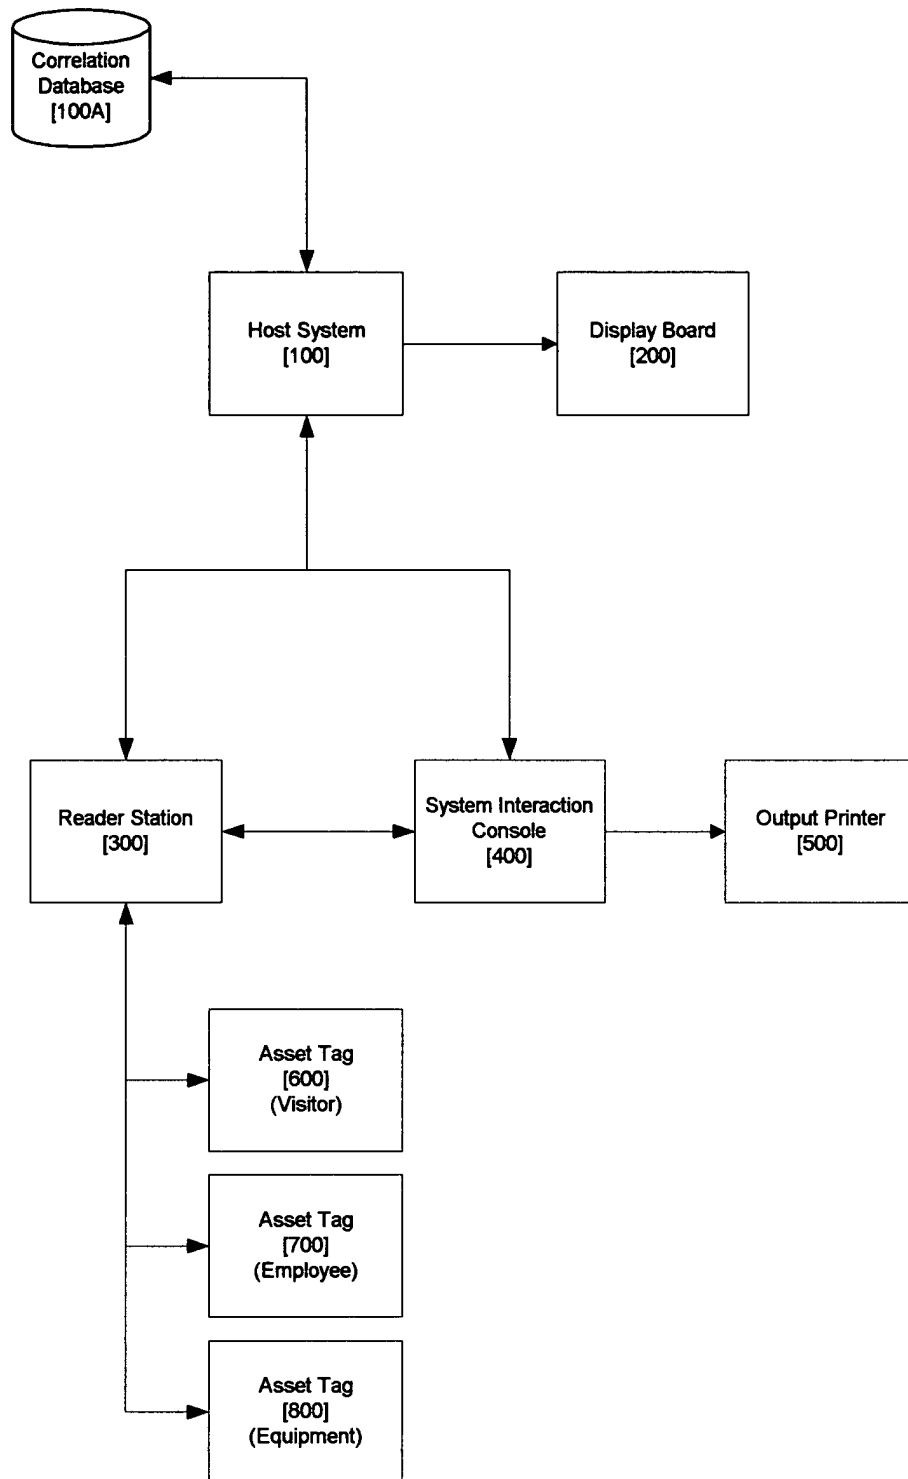 Correlation
Database
[100A]
Host System
[100]
Display Board
[200]
Reader Station
[300]
System Interaction
Console
[400]
Output Printer
[500]
Asset Tag
[600]
(Visitor)
Asset Tag
[700]
(Employee)
Asset Tag
[800]
(Equipment)